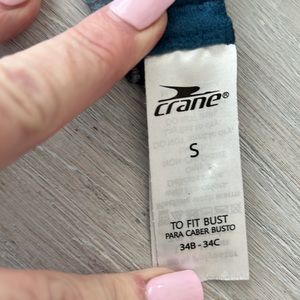 crane®
S
TO FIT BUST
PARA CABER BUSTO
34B - 34C